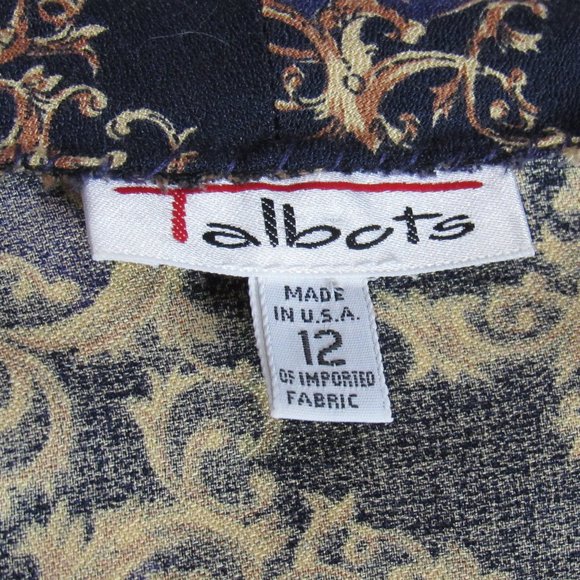 Talbots
MADE
IN U.S.A.
12
OF IMPORTED
FABRIC